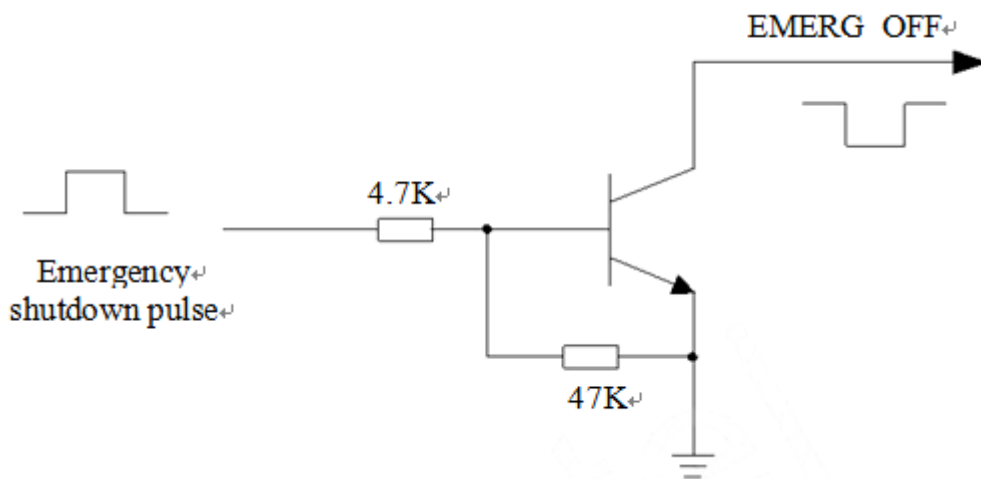 EMERG OFF↵
4.7K↵
Emergency↵
shutdown pulse↵
47K↵